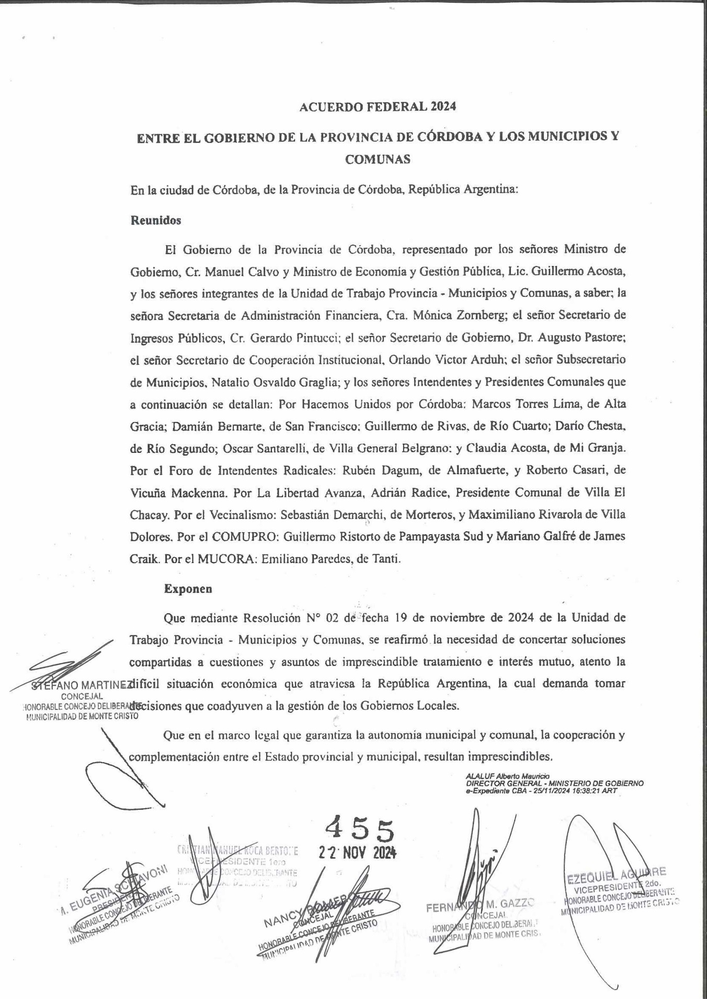 ACUERDO FEDERAL 2024
ENTRE EL GOBIERNO DE LA PROVINCIA DE CÓRDOBA Y LOS MUNICIPIOS Y
COMUNAS
En la ciudad de Córdoba, de la Provincia de Córdoba, República Argentina:
Reunidos
El Gobierno de la Provincia de Córdoba, representado por los señores Ministro de
Gobierno, Cr. Manuel Calvo y Ministro de Economía y Gestión Pública, Lic. Guillermo Acosta,
y los señores integrantes de la Unidad de Trabajo Provincia - Municipios y Comunas, a saber; la
señora Secretaria de Administración Financiera, Cra. Mónica Zornberg; el señor Secretario de
Ingresos Públicos, Cr. Gerardo Pintucci; el señor Secretario de Gobierno, Dr. Augusto Pastore;
el señor Secretario de Cooperación Institucional, Orlando Victor Arduh; el señor Subsecretario
de Municipios, Natalio Osvaldo Graglia; y los señores Intendentes y Presidentes Comunales que
a continuación se detallan: Por Hacemos Unidos por Córdoba: Marcos Torres Lima, de Alta
Gracia; Damián Bernarte, de San Francisco; Guillermo de Rivas, de Río Cuarto; Darío Chesta,
de Río Segundo; Oscar Santarelli, de Villa General Belgrano; y Claudia Acosta, de Mi Granja.
Por el Foro de Intendentes Radicales: Rubén Dagum, de Almafuerte, y Roberto Casari, de
Vicuña Mackenna. Por La Libertad Avanza, Adrián Radice, Presidente Comunal de Villa El
Chacay. Por el Vecinalismo: Sebastián Demarchi, de Morteros, y Maximiliano Rivarola de Villa
Dolores. Por el COMUPRO: Guillermo Ristorto de Pampayasta Sud y Mariano Galfré de James
Craik. Por el MUCORA: Emiliano Paredes, de Tanti.
Exponen
Que mediante Resolución N° 02 de fecha 19 de noviembre de 2024 de la Unidad de
Trabajo Provincia - Municipios y Comunas, se reafirmó la necesidad de concertar soluciones
compartidas a cuestiones y asuntos de imprescindible tratamiento e interés mutuo, atento la
difícil situación económica que atraviesa la República Argentina, la cual demanda tomar
decisiones que coadyuven a la gestión de los Gobiernos Locales.
STEFANO MARTINEZ
CONCEJAL
HONORABLE CONCEJO DELIBERANTE
MUNICIPALIDAD DE MONTE CRISTO
Que en el marco legal que garantiza la autonomía municipal y comunal, la cooperación y
complementación entre el Estado provincial y municipal, resultan imprescindibles.
ALALUF Alberto Mauricio
DIRECTOR GENERAL - MINISTERIO DE GOBIERNO
e-Expediente CBA - 25/11/2024 16:38:21 ART
455
22 NOV 2024
M. EUGENIA SCHIAVONI
PRESIDENTE
HONORABLE CONCEJO DELIBERANTE
MUNICIPALIDAD DE MONTE CRISTO
CRISTIAN MANUEL ROCA BERTONE
VICEPRESIDENTE 1ero
HONORABLE CONCEJO DELIBERANTE
NANCY ROMERO
CONCEJAL
HONORABLE CONCEJO DELIBERANTE
MUNICIPALIDAD DE MONTE CRISTO
FERNANDO M. GAZZO
CONCEJAL
HONORABLE CONCEJO DELIBERA
MUNICIPALIDAD DE MONTE CRIS
EZEQUIEL AGUIRRE
VICEPRESIDENTE 2do.
HONORABLE CONCEJO DELIBERANTE
MUNICIPALIDAD DE MONTE CRISTO